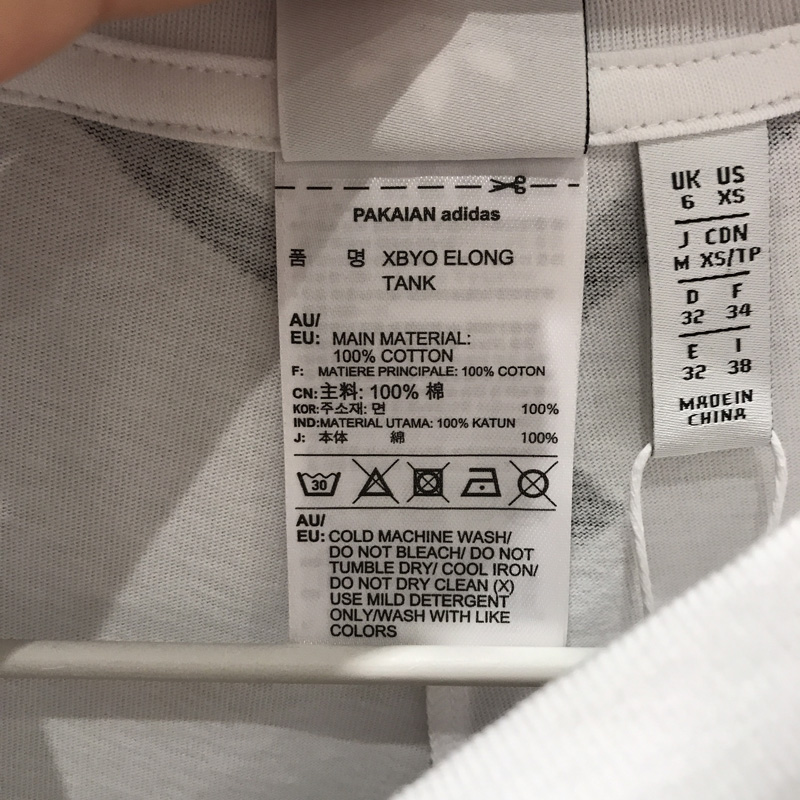 PAKAIAN adidas
품 명 XBYO ELONG
TANK
AU/
EU: MAIN MATERIAL:
100% COTTON
F: MATIERE PRINCIPALE: 100% COTON
CN: 主料: 100% 棉
KOR: 주소재: 면 100%
IND: MATERIAL UTAMA: 100% KATUN
J: 本体 綿 100%
30
AU/
EU: COLD MACHINE WASH/
DO NOT BLEACH/ DO NOT
TUMBLE DRY/ COOL IRON/
DO NOT DRY CLEAN (X)
USE MILD DETERGENT
ONLY/WASH WITH LIKE
COLORS
UK US
6 XS
J CDN
M XS/TP
D F
32 34
E I
32 38
MADE IN
CHINA